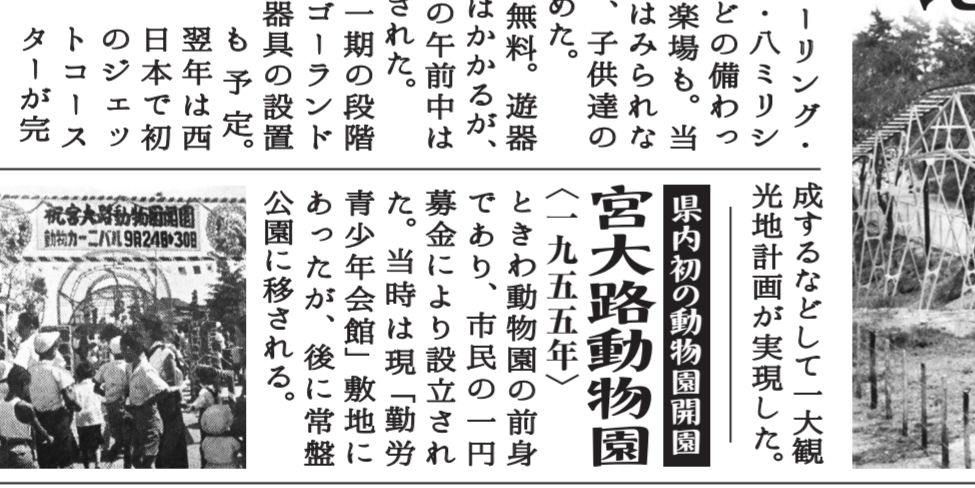 ーリング・
・八ミリシ
どの備わっ
楽場も。当
はみられな
、子供達の
めた。
無料。遊器
はかかるが、
の午前中は
された。
一期の段階
ゴーランド
器具の設置
も予定。
翌年は西
日本で初
のジェッ
トコース
ターが完
成するなどして一大観
光地計画が実現した。
県内初の動物園開園
宮大路動物園
〈一九五五年〉
ときわ動物園の前身
であり、市民の一円
募金により設立され
た。当時は現「勤労
青少年会館」敷地に
あったが、後に常盤
公園に移される。
祝宮大路動物園開園
動物カーニバル 9月24日→30日